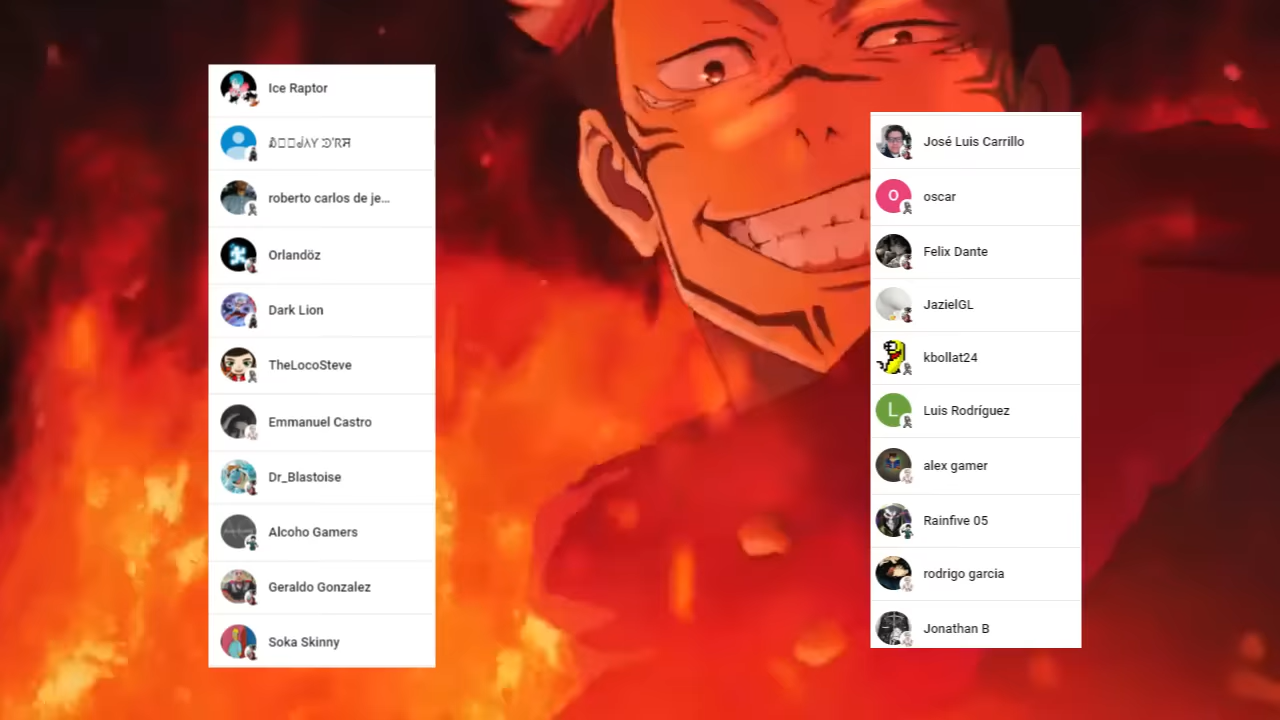 Ice Raptor
roberto carlos de je...
Orlandöz
Dark Lion
TheLocoSteve
Emmanuel Castro
Dr_Blastoise
Alcoho Gamers
Geraldo Gonzalez
Soka Skinny
José Luis Carrillo
O
oscar
Felix Dante
JazielGL
kbollat24
L
Luis Rodríguez
alex gamer
Rainfive 05
rodrigo garcia
Jonathan B